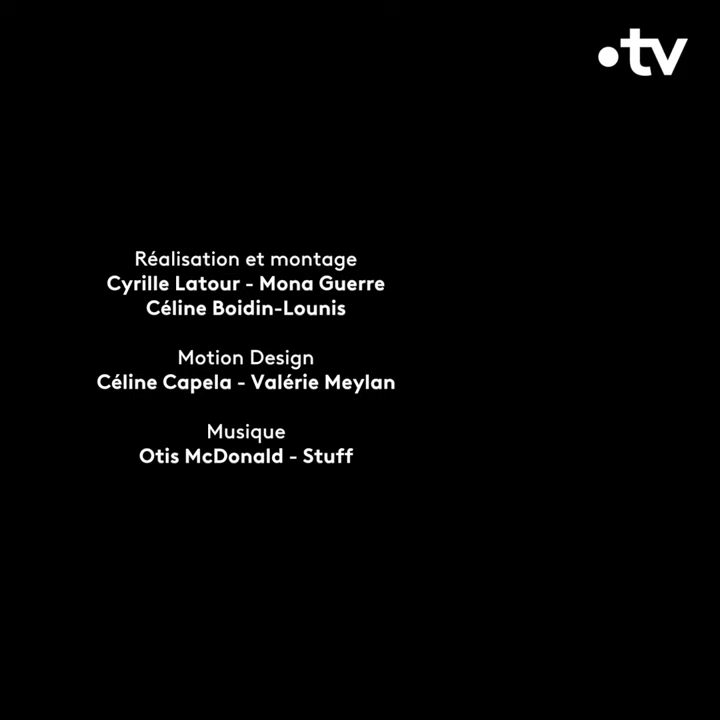 tv
Réalisation et montage
Cyrille Latour - Mona Guerre
Céline Boidin-Lounis
Motion Design
Céline Capela - Valérie Meylan
Musique
Otis McDonald - Stuff